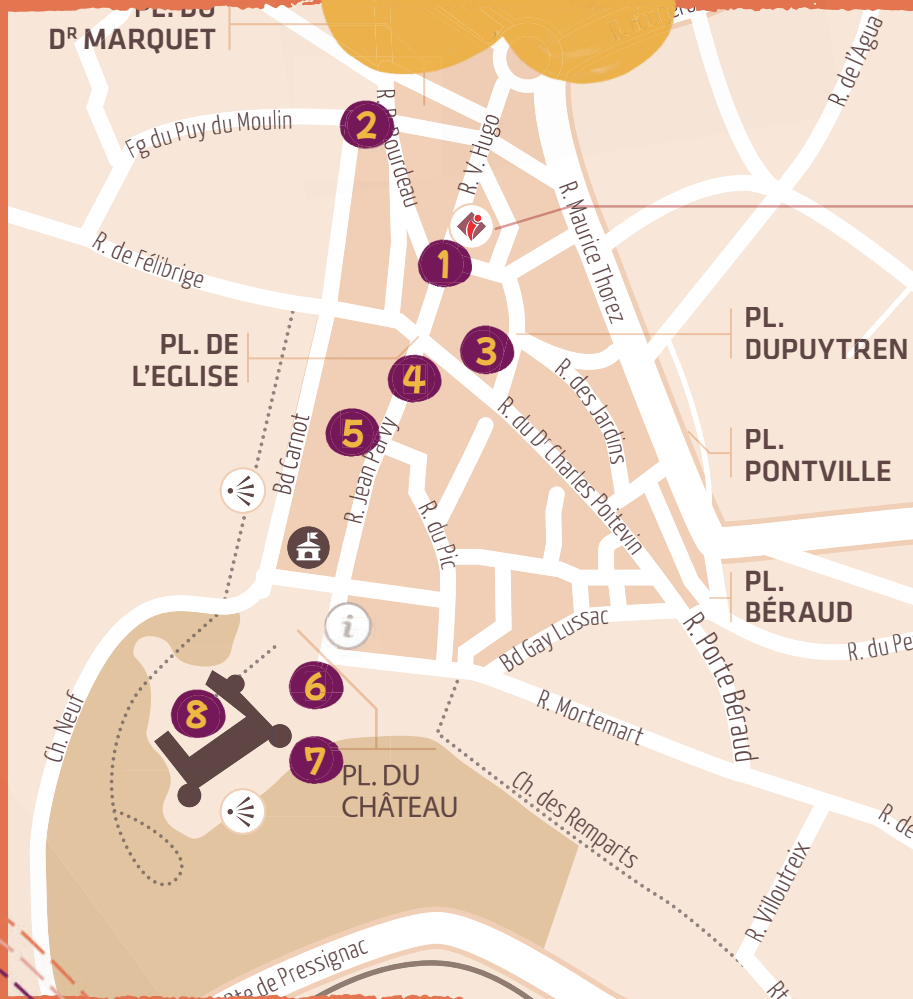 PL. DU
Dᴿ MARQUET
Fg du Puy du Moulin
2
R. V. Hugo
R. de l'Agua
R. Maurice Thorez
R. de Félibrige
1
PL. DE
L'EGLISE
3
PL.
DUPUYTREN
4
R. des Jardins
5
R. du Dʳ Charles Poitevin
Bd Carnot
R. Jean Parvy
PL.
PONTVILLE
R. du Pic
i
PL.
BÉRAUD
Bd Gay Lussac
R. Porte Béraud
R. du Pe
6
8
Ch. Neuf
R. Mortemart
7
PL. DU
CHÂTEAU
Ch. des Remparts
R. de
R. Villoutreix
Rte de Pressignac
Rt